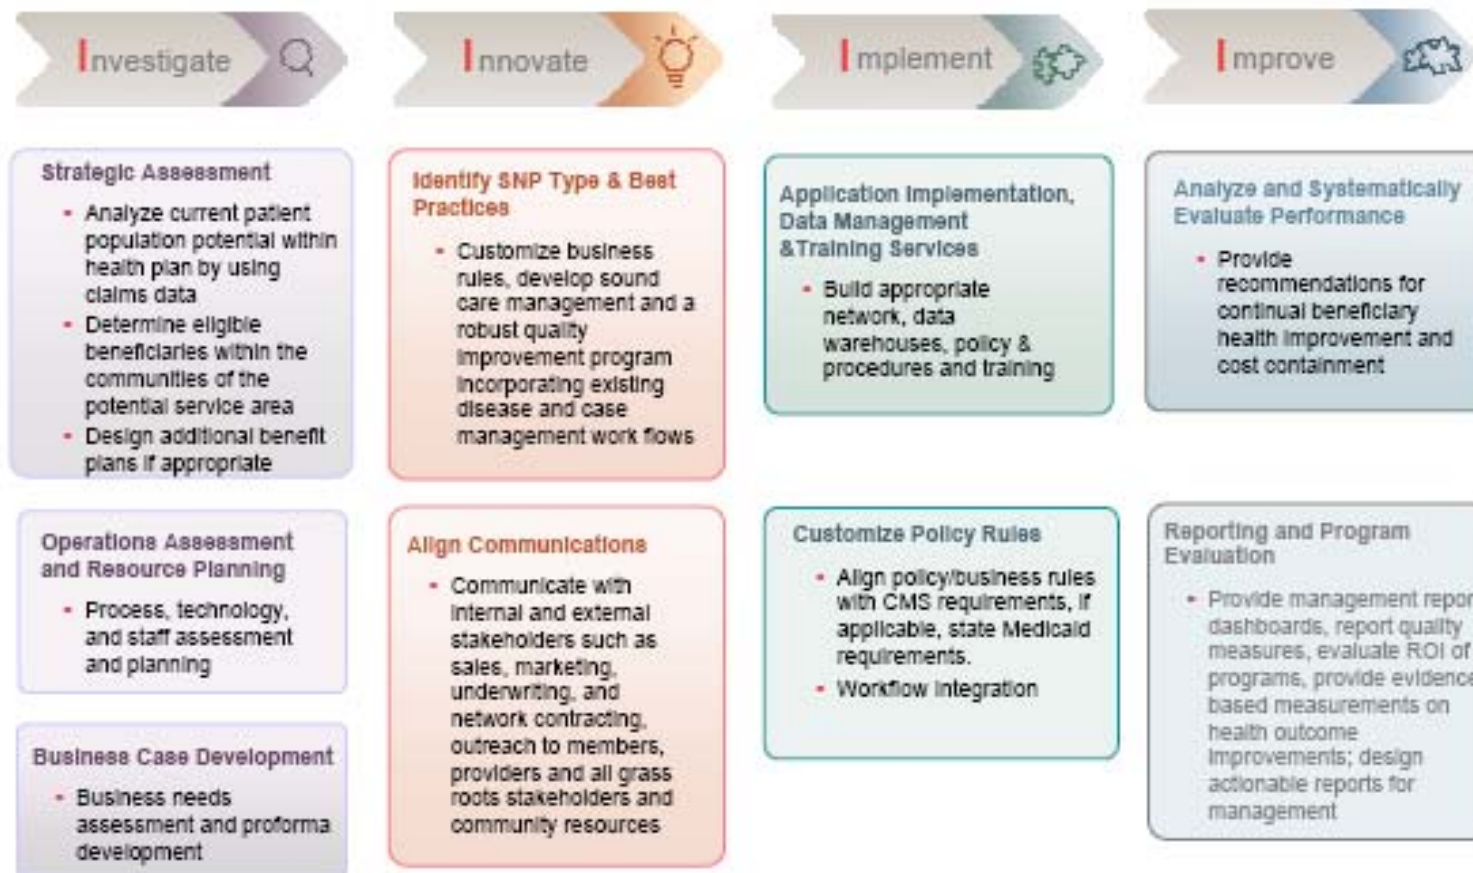 Investigate
Innovate
Implement
Improve
Strategic Assessment
- Analyze current patient
population potential within
health plan by using
claims data
- Determine eligible
beneficiaries within the
communities of the
potential service area
- Design additional benefit
plans if appropriate
Operations Assessment
and Resource Planning
- Process, technology,
and staff assessment
and planning
Business Case Development
- Business needs
assessment and proforma
development
Identify SNP Type & Best
Practices
- Customize business
rules, develop sound
care management and a
robust quality
improvement program
incorporating existing
disease and case
management work flows
Align Communications
- Communicate with
internal and external
stakeholders such as
sales, marketing,
underwriting, and
network contracting,
outreach to members,
providers and all grass
roots stakeholders and
community resources
Application Implementation,
Data Management
&Training Services
- Build appropriate
network, data
warehouses, policy &
procedures and training
Customize Policy Rules
- Align policy/business rules
with CMS requirements, if
applicable, state Medicaid
requirements.
- Workflow Integration
Analyze and Systematically
Evaluate Performance
- Provide
recommendations for
continual beneficiary
health improvement and
cost containment
Reporting and Program
Evaluation
- Provide management repor
dashboards, report quality
measures, evaluate ROI of
programs, provide evidence
based measurements on
health outcome
improvements; design
actionable reports for
management